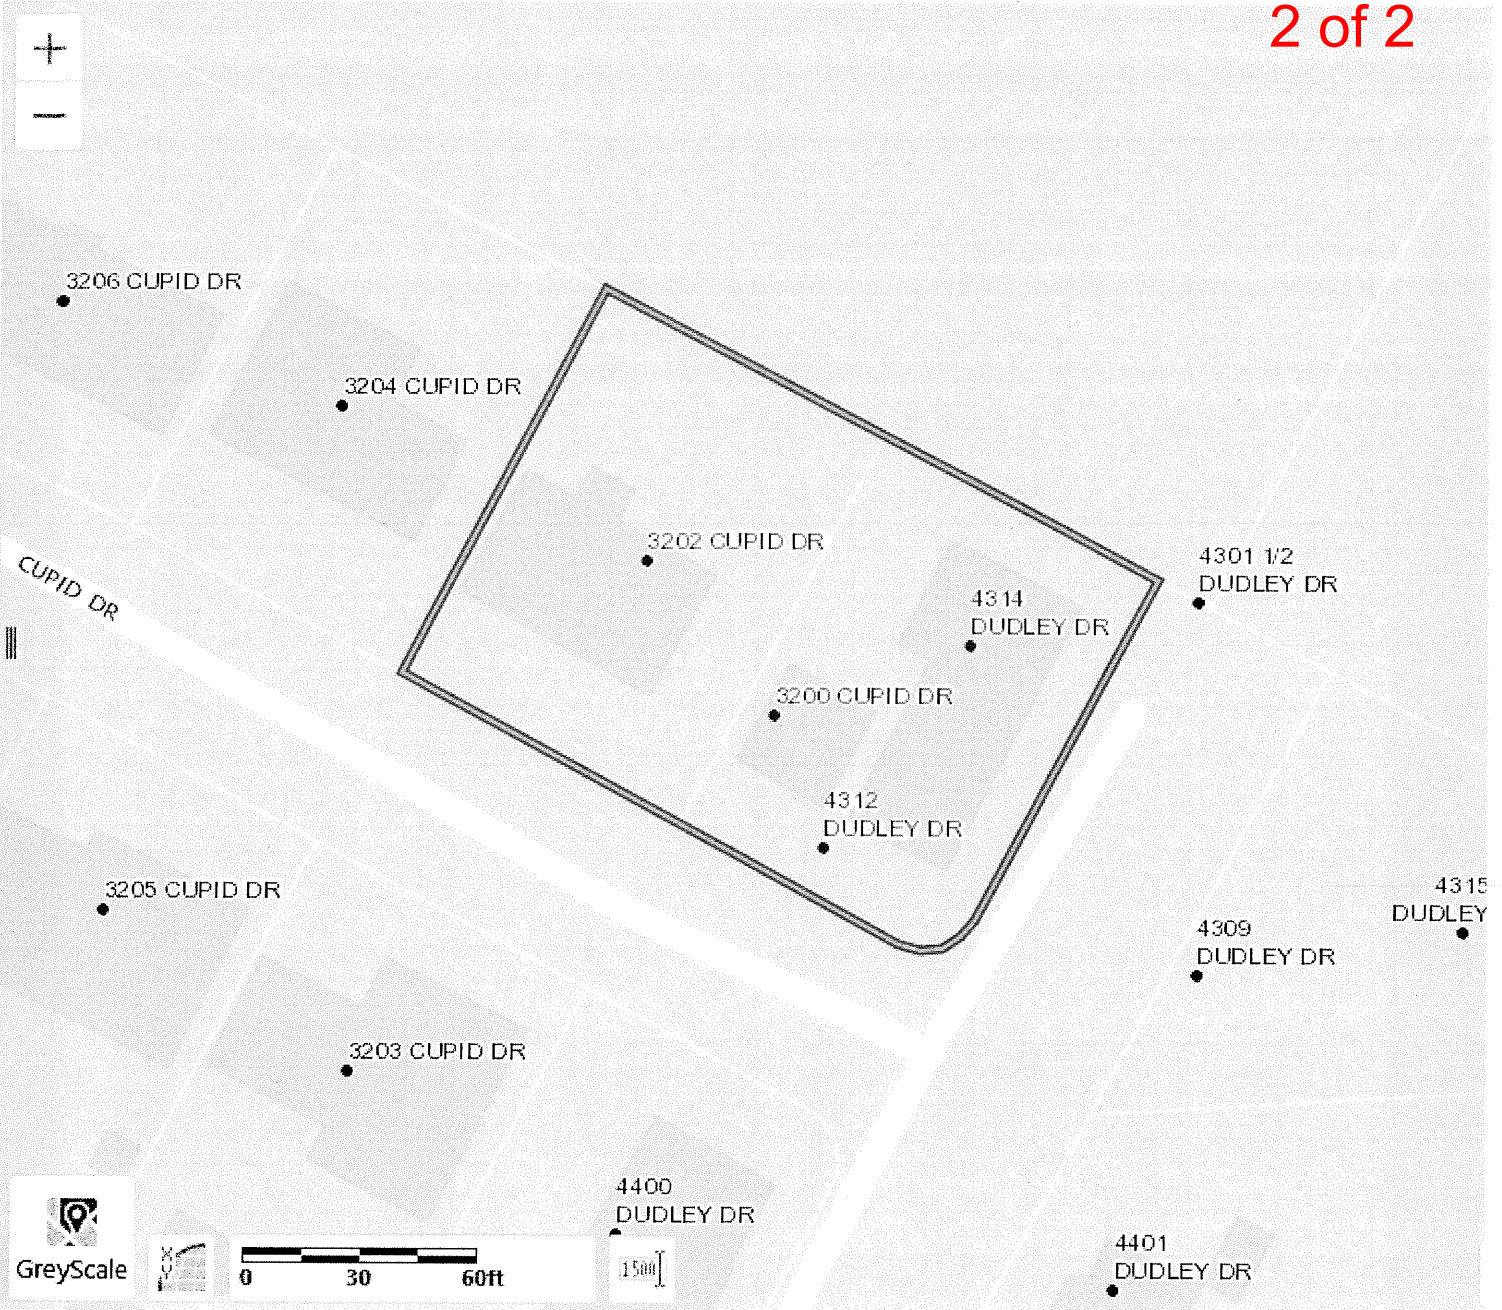 2 of 2
+
−
3206 CUPID DR
3204 CUPID DR
3202 CUPID DR
4301 1/2
DUDLEY DR
CUPID DR
4314
DUDLEY DR
3200 CUPID DR
4312
DUDLEY DR
3205 CUPID DR
4315
DUDLEY
4309
DUDLEY DR
3203 CUPID DR
4400
DUDLEY DR
4401
DUDLEY DR
GreyScale
0 30 60ft
1500